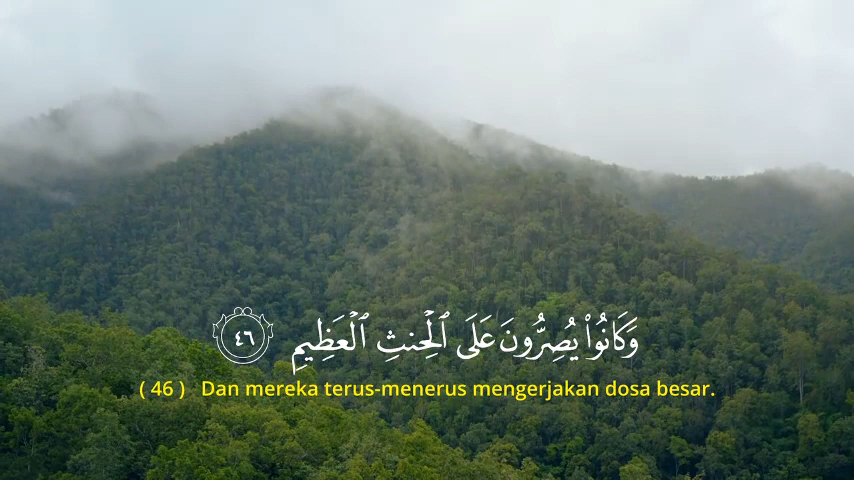 وَكَانُوا۟ يُصِرُّونَ عَلَى ٱلْحِنثِ ٱلْعَظِيمِ ٤٦
( 46 ) Dan mereka terus-menerus mengerjakan dosa besar.